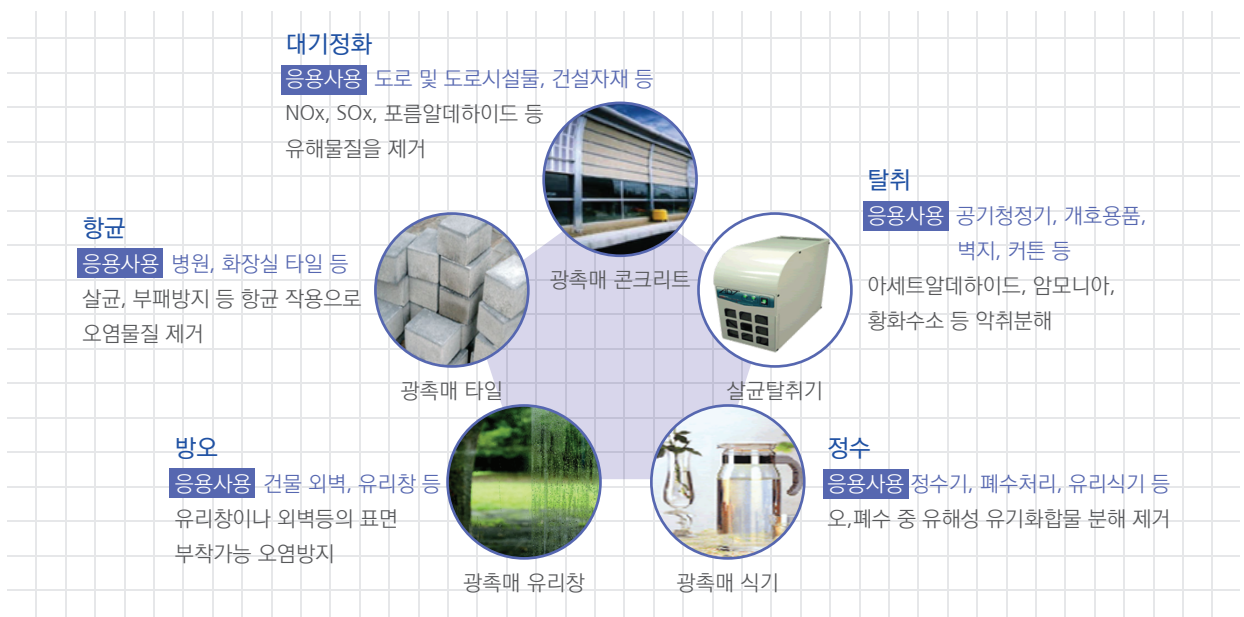 대기정화
응용사용 도로 및 도로시설물, 건설자재 등
NOx, SOx, 포름알데하이드 등
유해물질을 제거
광촉매 콘크리트
탈취
응용사용 공기청정기, 개호용품,
벽지, 커튼 등
아세트알데하이드, 암모니아,
황화수소 등 악취분해
살균탈취기
항균
응용사용 병원, 화장실 타일 등
살균, 부패방지 등 항균 작용으로
오염물질 제거
광촉매 타일
방오
응용사용 건물 외벽, 유리창 등
유리창이나 외벽등의 표면
부착가능 오염방지
광촉매 유리창
정수
응용사용 정수기, 폐수처리, 유리식기 등
오,폐수 중 유해성 유기화합물 분해 제거
광촉매 식기